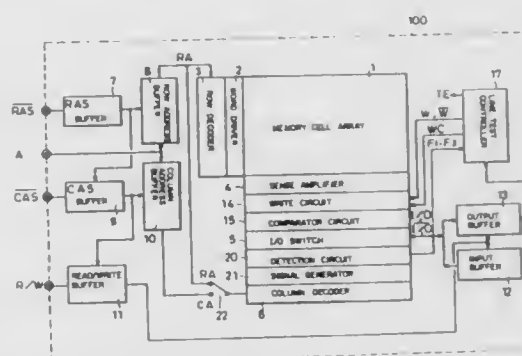 100
RA
7
8
3
2
1
17
RAS
RAS
BUFFER
ROW ADDRESS
BUFFER
ROW DECODER
WORD DRIVER
MEMORY CELL ARRAY
TE
W, W
WC
LINE TEST
CONTROLLER
A
CAS
CAS
BUFFER
9
COLUMN
ADDRESS
BUFFER
10
4
SENSE AMPLIFIER
14
WRITE CIRCUIT
15
COMPARATOR CIRCUIT
5
I/O SWITCH
20
DETECTION CIRCUIT
21
SIGNAL GENERATOR
6
COLUMN DECODER
I/O
I/O
13
OUTPUT
BUFFER
INPUT
BUFFER
12
R/W
READ/WRITE
BUFFER
11
RA
CA
22